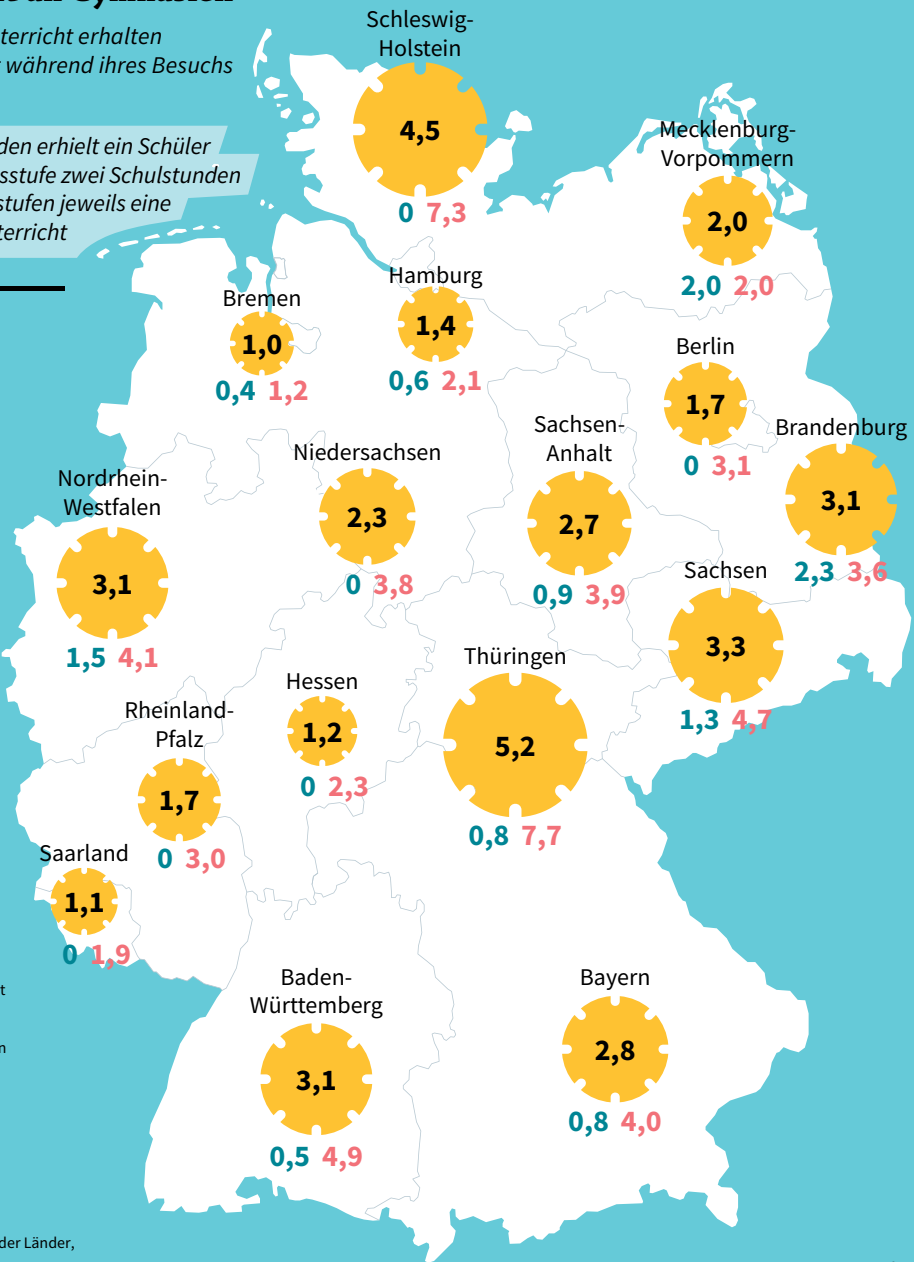 an Gymnasien
terricht erhalten
während ihres Besuchs
den erhielt ein Schüler
sstufe zwei Schulstunden
stufen jeweils eine
terricht
Schleswig-
Holstein
4,5
0 7,3
Mecklenburg-
Vorpommern
2,0
2,0 2,0
Hamburg
1,4
0,6 2,1
Bremen
1,0
0,4 1,2
Berlin
1,7
0 3,1
Brandenburg
3,1
2,3 3,6
Sachsen-
Anhalt
2,7
0,9 3,9
Niedersachsen
2,3
0 3,8
Nordrhein-
Westfalen
3,1
1,5 4,1
Sachsen
3,3
1,3 4,7
Thüringen
5,2
0,8 7,7
Hessen
1,2
0 2,3
Rheinland-
Pfalz
1,7
0 3,0
Saarland
1,1
0 1,9
Baden-
Württemberg
3,1
0,5 4,9
Bayern
2,8
0,8 4,0
t
n
der Länder,